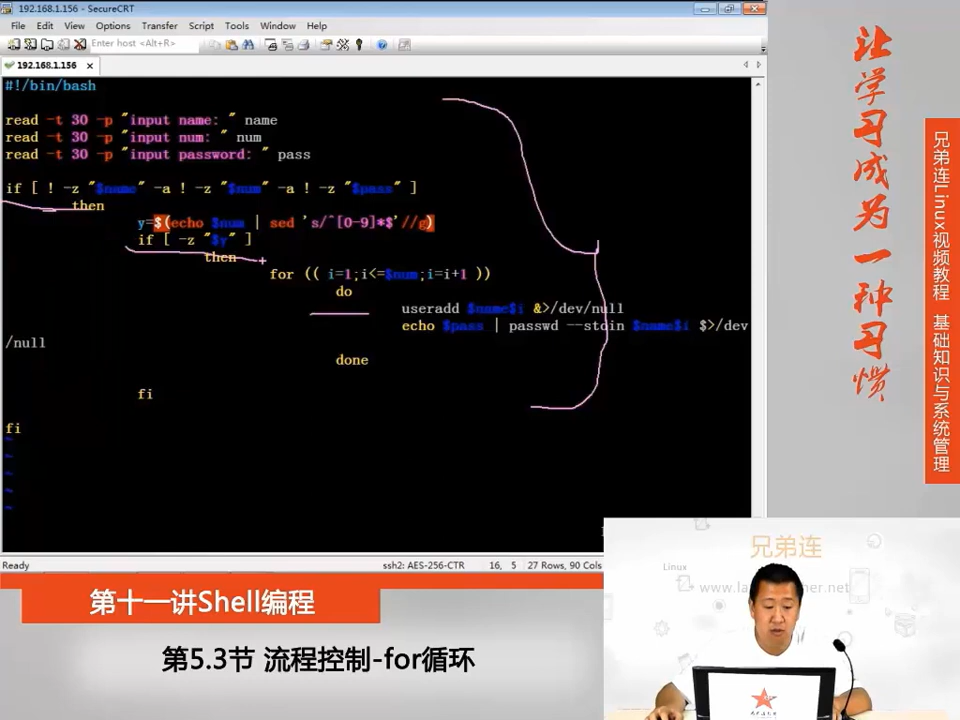 192.168.1.156 - SecureCRT
File Edit View Options Transfer Script Tools Window Help
Enter host <Alt+R>
192.168.1.156
#!/bin/bash
read -t 30 -p "input name: " name
read -t 30 -p "input num: " num
read -t 30 -p "input password: " pass
if [ ! -z "$name" -a ! -z "$num" -a ! -z "$pass" ]
then
y=$(echo $num | sed 's/^[0-9]*$'//g)
if [ -z "$y" ]
then
for (( i=1;i<=$num;i=i+1 ))
do
useradd $name$i &>/dev/null
echo $pass | passwd --stdin $name$i $>/dev
/null
done
fi
fi
~
~
~
~
~
Ready ssh2: AES-256-CTR 16, 5 27 Rows, 90 Cols
让学习成为一种习惯
兄弟连Linux视频教程 基础知识与系统管理
兄弟连
Linux
第十一讲Shell编程
第5.3节 流程控制-for循环